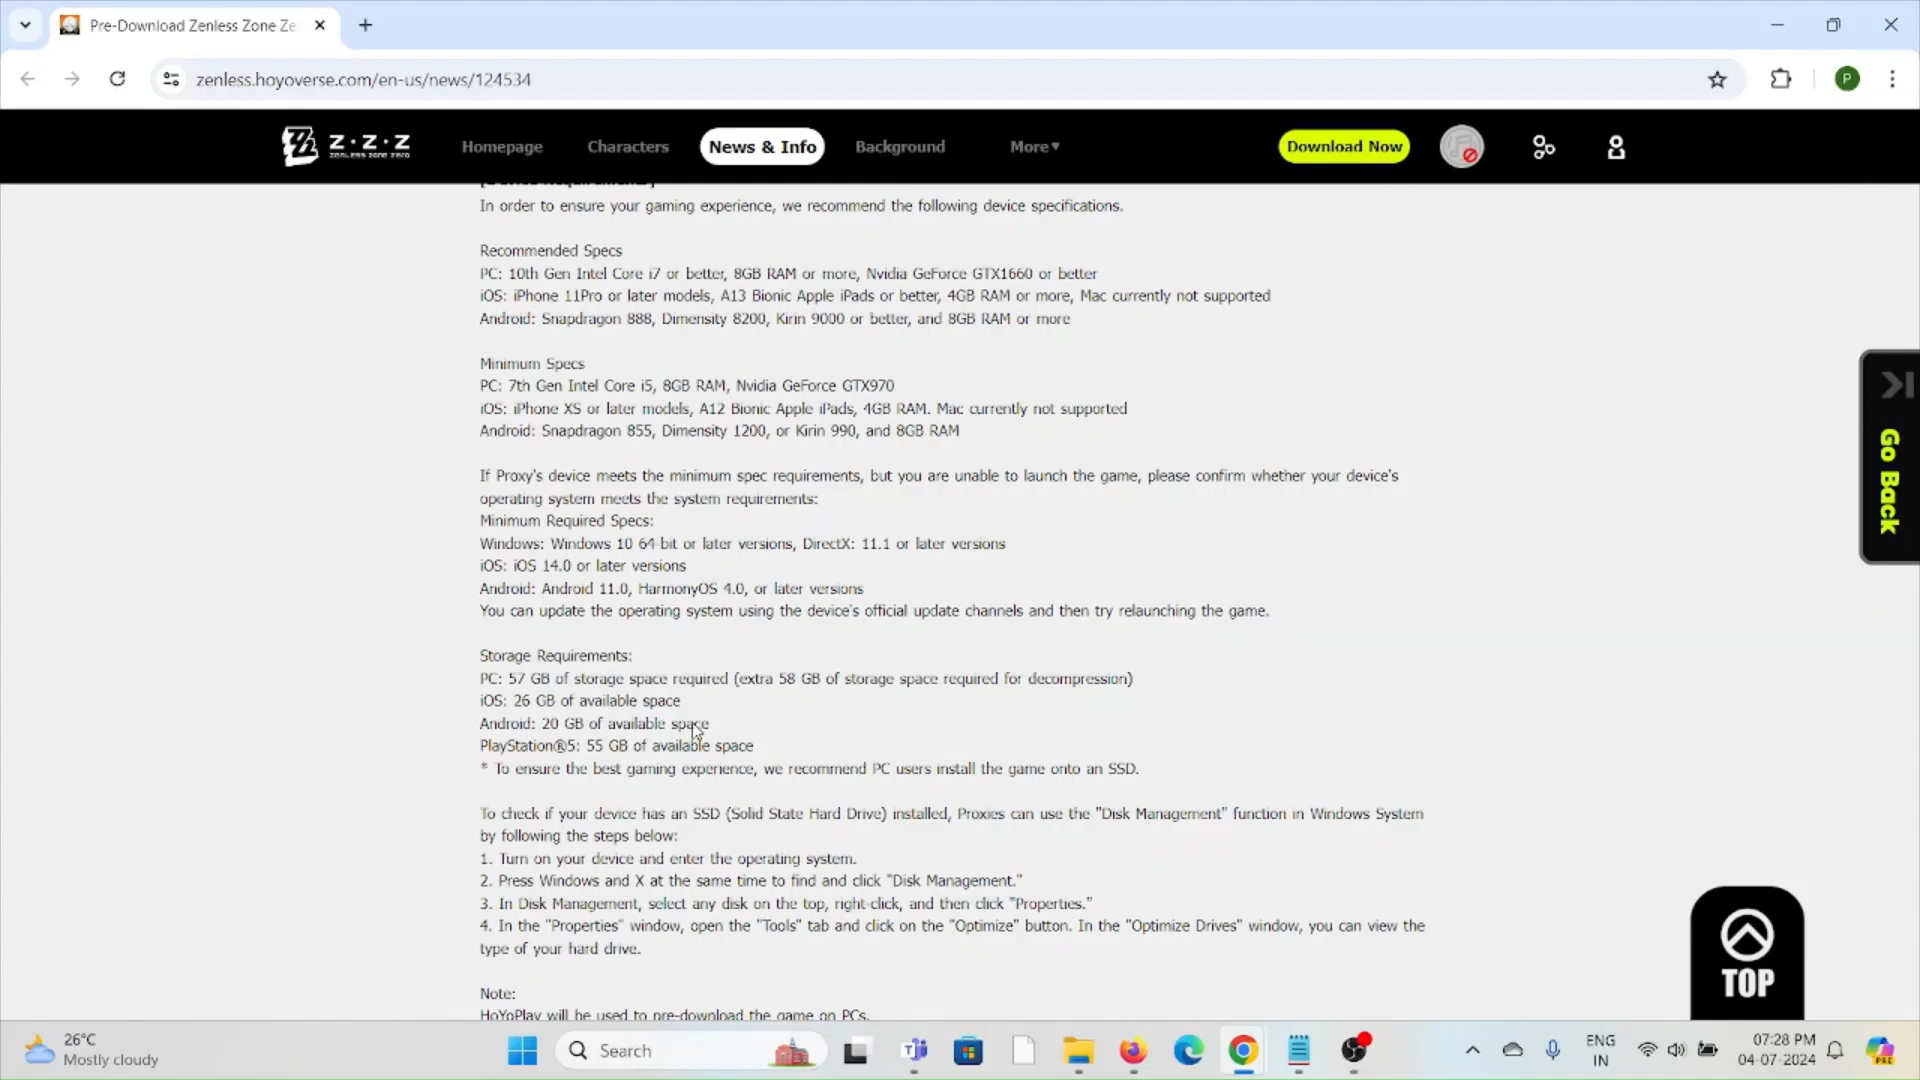 Pre-Download Zenless Zone Ze
zenless.hoyoverse.com/en-us/news/124534
P
Z·Z·Z
ZENLESS ZONE ZERO
Homepage
Characters
News & Info
Background
More▾
Download Now
[Device Requirements]
In order to ensure your gaming experience, we recommend the following device specifications.
Recommended Specs
PC: 10th Gen Intel Core i7 or better, 8GB RAM or more, Nvidia GeForce GTX1660 or better
iOS: iPhone 11Pro or later models, A13 Bionic Apple iPads or better, 4GB RAM or more, Mac currently not supported
Android: Snapdragon 888, Dimensity 8200, Kirin 9000 or better, and 8GB RAM or more
Minimum Specs
PC: 7th Gen Intel Core i5, 8GB RAM, Nvidia GeForce GTX970
iOS: iPhone XS or later models, A12 Bionic Apple iPads, 4GB RAM. Mac currently not supported
Android: Snapdragon 855, Dimensity 1200, or Kirin 990, and 8GB RAM
If Proxy's device meets the minimum spec requirements, but you are unable to launch the game, please confirm whether your device's
operating system meets the system requirements:
Minimum Required Specs:
Windows: Windows 10 64-bit or later versions, DirectX: 11.1 or later versions
iOS: iOS 14.0 or later versions
Android: Android 11.0, HarmonyOS 4.0, or later versions
You can update the operating system using the device's official update channels and then try relaunching the game.
Storage Requirements:
PC: 57 GB of storage space required (extra 58 GB of storage space required for decompression)
iOS: 26 GB of available space
Android: 20 GB of available space
PlayStation®5: 55 GB of available space
* To ensure the best gaming experience, we recommend PC users install the game onto an SSD.
To check if your device has an SSD (Solid State Hard Drive) installed, Proxies can use the "Disk Management" function in Windows System
by following the steps below:
1. Turn on your device and enter the operating system.
2. Press Windows and X at the same time to find and click "Disk Management."
3. In Disk Management, select any disk on the top, right-click, and then click "Properties."
4. In the "Properties" window, open the "Tools" tab and click on the "Optimize" button. In the "Optimize Drives" window, you can view the
type of your hard drive.
Note:
HoYoPlay will be used to pre-download the game on PCs.
Go Back
TOP
26°C
Mostly cloudy
Search
ENG
IN
07:28 PM
04-07-2024
PRE